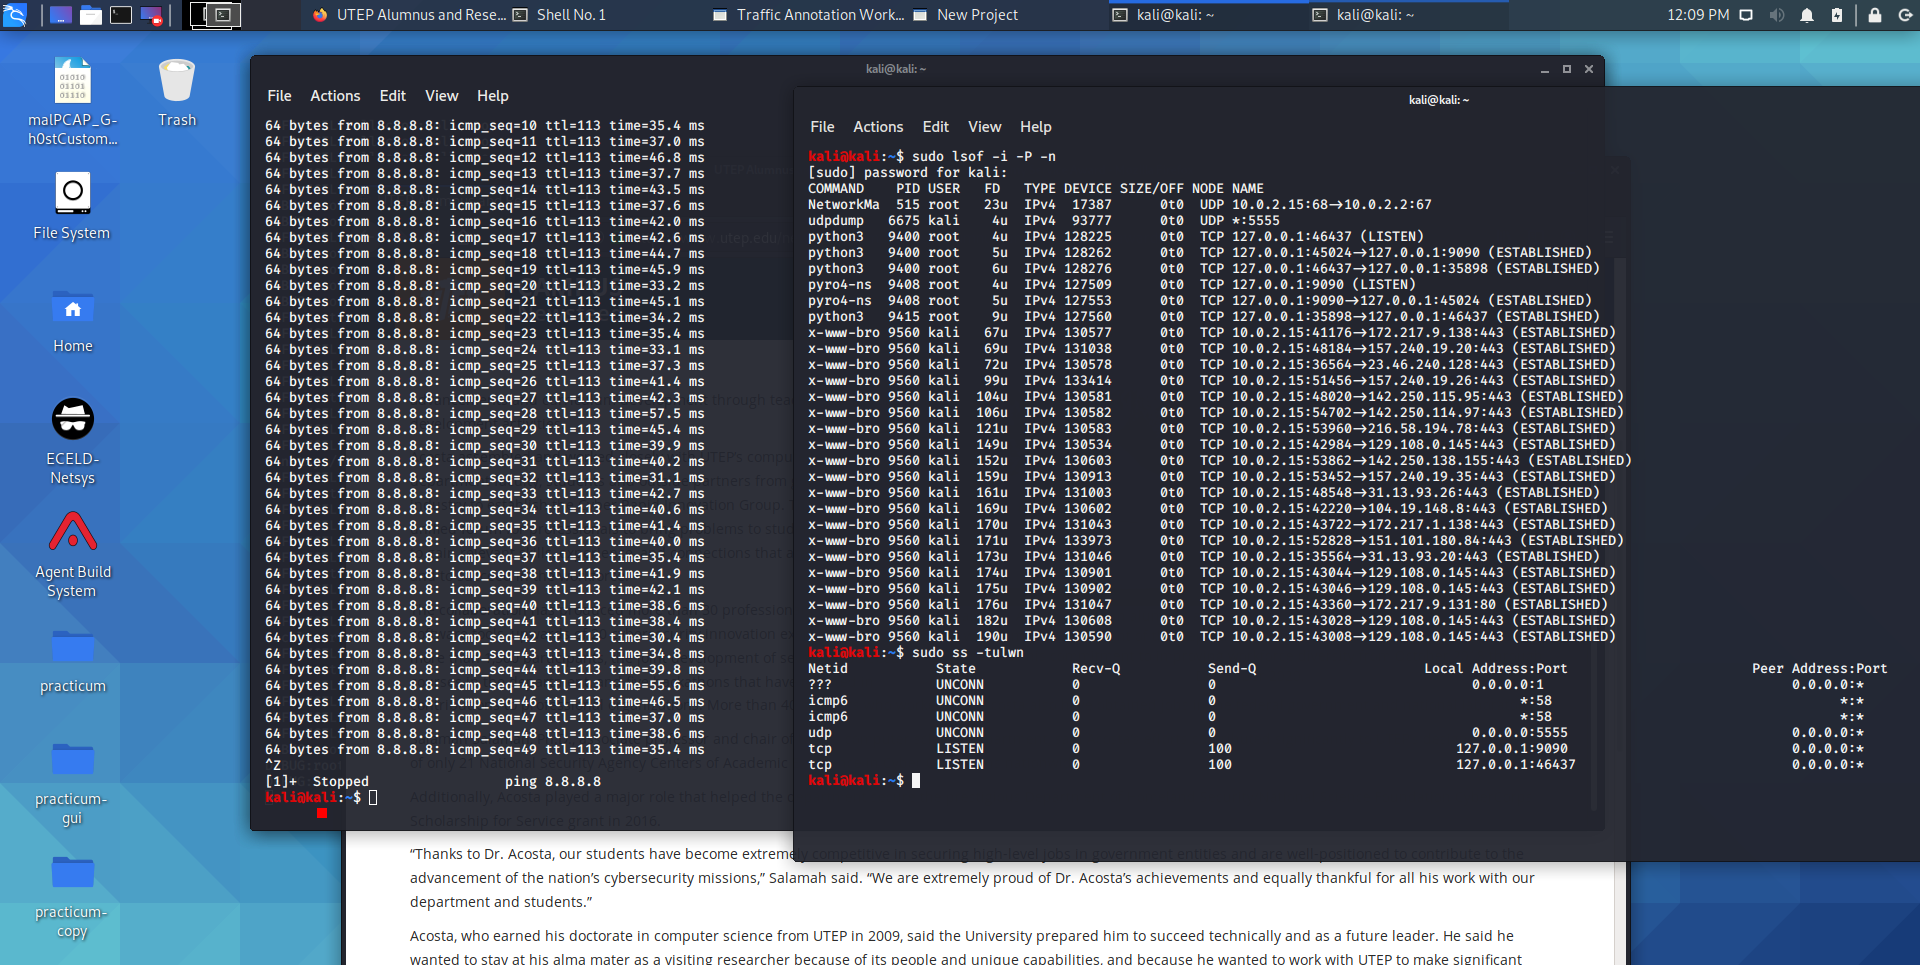 UTEP Alumnus and Rese...
Shell No. 1
Traffic Annotation Work...
New Project
kali@kali: ~
kali@kali: ~
12:09 PM
malPCAP_G-
h0stCustom...
Trash
File System
Home
ECELD-
Netsys
Agent Build
System
practicum
practicum-
gui
practicum-
copy
kali@kali: ~
File Actions Edit View Help
64 bytes from 8.8.8.8: icmp_seq=10 ttl=113 time=35.4 ms
64 bytes from 8.8.8.8: icmp_seq=11 ttl=113 time=37.0 ms
64 bytes from 8.8.8.8: icmp_seq=12 ttl=113 time=46.8 ms
64 bytes from 8.8.8.8: icmp_seq=13 ttl=113 time=37.7 ms
64 bytes from 8.8.8.8: icmp_seq=14 ttl=113 time=43.5 ms
64 bytes from 8.8.8.8: icmp_seq=15 ttl=113 time=37.6 ms
64 bytes from 8.8.8.8: icmp_seq=16 ttl=113 time=42.0 ms
64 bytes from 8.8.8.8: icmp_seq=17 ttl=113 time=42.6 ms
64 bytes from 8.8.8.8: icmp_seq=18 ttl=113 time=44.7 ms
64 bytes from 8.8.8.8: icmp_seq=19 ttl=113 time=45.9 ms
64 bytes from 8.8.8.8: icmp_seq=20 ttl=113 time=33.2 ms
64 bytes from 8.8.8.8: icmp_seq=21 ttl=113 time=45.1 ms
64 bytes from 8.8.8.8: icmp_seq=22 ttl=113 time=34.2 ms
64 bytes from 8.8.8.8: icmp_seq=23 ttl=113 time=35.4 ms
64 bytes from 8.8.8.8: icmp_seq=24 ttl=113 time=33.1 ms
64 bytes from 8.8.8.8: icmp_seq=25 ttl=113 time=37.3 ms
64 bytes from 8.8.8.8: icmp_seq=26 ttl=113 time=41.4 ms
64 bytes from 8.8.8.8: icmp_seq=27 ttl=113 time=42.3 ms
64 bytes from 8.8.8.8: icmp_seq=28 ttl=113 time=57.5 ms
64 bytes from 8.8.8.8: icmp_seq=29 ttl=113 time=45.4 ms
64 bytes from 8.8.8.8: icmp_seq=30 ttl=113 time=39.9 ms
64 bytes from 8.8.8.8: icmp_seq=31 ttl=113 time=40.2 ms
64 bytes from 8.8.8.8: icmp_seq=32 ttl=113 time=31.1 ms
64 bytes from 8.8.8.8: icmp_seq=33 ttl=113 time=42.7 ms
64 bytes from 8.8.8.8: icmp_seq=34 ttl=113 time=40.6 ms
64 bytes from 8.8.8.8: icmp_seq=35 ttl=113 time=41.4 ms
64 bytes from 8.8.8.8: icmp_seq=36 ttl=113 time=40.0 ms
64 bytes from 8.8.8.8: icmp_seq=37 ttl=113 time=35.4 ms
64 bytes from 8.8.8.8: icmp_seq=38 ttl=113 time=41.9 ms
64 bytes from 8.8.8.8: icmp_seq=39 ttl=113 time=42.1 ms
64 bytes from 8.8.8.8: icmp_seq=40 ttl=113 time=38.6 ms
64 bytes from 8.8.8.8: icmp_seq=41 ttl=113 time=38.4 ms
64 bytes from 8.8.8.8: icmp_seq=42 ttl=113 time=30.4 ms
64 bytes from 8.8.8.8: icmp_seq=43 ttl=113 time=34.8 ms
64 bytes from 8.8.8.8: icmp_seq=44 ttl=113 time=39.8 ms
64 bytes from 8.8.8.8: icmp_seq=45 ttl=113 time=55.6 ms
64 bytes from 8.8.8.8: icmp_seq=46 ttl=113 time=46.5 ms
64 bytes from 8.8.8.8: icmp_seq=47 ttl=113 time=37.0 ms
64 bytes from 8.8.8.8: icmp_seq=48 ttl=113 time=38.6 ms
64 bytes from 8.8.8.8: icmp_seq=49 ttl=113 time=35.4 ms
^Z
[1]+ Stopped ping 8.8.8.8
kali@kali:~$
kali@kali: ~
File Actions Edit View Help
kali@kali:~$ sudo lsof -i -P -n
[sudo] password for kali:
COMMAND PID USER FD TYPE DEVICE SIZE/OFF NODE NAME
NetworkMa 515 root 23u IPv4 17387 0t0 UDP 10.0.2.15:68->10.0.2.2:67
udpdump 6675 kali 4u IPv4 93777 0t0 UDP *:5555
python3 9400 root 4u IPv4 128225 0t0 TCP 127.0.0.1:46437 (LISTEN)
python3 9400 root 5u IPv4 128262 0t0 TCP 127.0.0.1:45024->127.0.0.1:9090 (ESTABLISHED)
python3 9400 root 6u IPv4 128276 0t0 TCP 127.0.0.1:46437->127.0.0.1:35898 (ESTABLISHED)
pyro4-ns 9408 root 4u IPv4 127509 0t0 TCP 127.0.0.1:9090 (LISTEN)
pyro4-ns 9408 root 5u IPv4 127553 0t0 TCP 127.0.0.1:9090->127.0.0.1:45024 (ESTABLISHED)
python3 9415 root 9u IPv4 127560 0t0 TCP 127.0.0.1:35898->127.0.0.1:46437 (ESTABLISHED)
x-www-bro 9560 kali 67u IPv4 130577 0t0 TCP 10.0.2.15:41176->172.217.9.138:443 (ESTABLISHED)
x-www-bro 9560 kali 69u IPv4 131038 0t0 TCP 10.0.2.15:48184->157.240.19.20:443 (ESTABLISHED)
x-www-bro 9560 kali 72u IPv4 130578 0t0 TCP 10.0.2.15:36564->23.46.240.128:443 (ESTABLISHED)
x-www-bro 9560 kali 99u IPv4 133414 0t0 TCP 10.0.2.15:51456->157.240.19.26:443 (ESTABLISHED)
x-www-bro 9560 kali 104u IPv4 130581 0t0 TCP 10.0.2.15:48020->142.250.115.95:443 (ESTABLISHED)
x-www-bro 9560 kali 106u IPv4 130582 0t0 TCP 10.0.2.15:54702->142.250.114.97:443 (ESTABLISHED)
x-www-bro 9560 kali 121u IPv4 130583 0t0 TCP 10.0.2.15:53960->216.58.194.78:443 (ESTABLISHED)
x-www-bro 9560 kali 149u IPv4 130534 0t0 TCP 10.0.2.15:42984->129.108.0.145:443 (ESTABLISHED)
x-www-bro 9560 kali 152u IPv4 130603 0t0 TCP 10.0.2.15:53862->142.250.138.155:443 (ESTABLISHED)
x-www-bro 9560 kali 159u IPv4 130913 0t0 TCP 10.0.2.15:53452->157.240.19.35:443 (ESTABLISHED)
x-www-bro 9560 kali 161u IPv4 131003 0t0 TCP 10.0.2.15:48548->31.13.93.26:443 (ESTABLISHED)
x-www-bro 9560 kali 169u IPv4 130602 0t0 TCP 10.0.2.15:42220->104.19.148.8:443 (ESTABLISHED)
x-www-bro 9560 kali 170u IPv4 131043 0t0 TCP 10.0.2.15:43722->172.217.1.138:443 (ESTABLISHED)
x-www-bro 9560 kali 171u IPv4 133973 0t0 TCP 10.0.2.15:52828->151.101.180.84:443 (ESTABLISHED)
x-www-bro 9560 kali 173u IPv4 131046 0t0 TCP 10.0.2.15:35564->31.13.93.20:443 (ESTABLISHED)
x-www-bro 9560 kali 174u IPv4 130901 0t0 TCP 10.0.2.15:43044->129.108.0.145:443 (ESTABLISHED)
x-www-bro 9560 kali 175u IPv4 130902 0t0 TCP 10.0.2.15:43046->129.108.0.145:443 (ESTABLISHED)
x-www-bro 9560 kali 176u IPv4 131047 0t0 TCP 10.0.2.15:43360->172.217.9.131:80 (ESTABLISHED)
x-www-bro 9560 kali 182u IPv4 130608 0t0 TCP 10.0.2.15:43028->129.108.0.145:443 (ESTABLISHED)
x-www-bro 9560 kali 190u IPv4 130590 0t0 TCP 10.0.2.15:43008->129.108.0.145:443 (ESTABLISHED)
kali@kali:~$ sudo ss -tulwn
Netid State Recv-Q Send-Q Local Address:Port Peer Address:Port
??? UNCONN 0 0 0.0.0.0:1 0.0.0.0:*
icmp6 UNCONN 0 0 *:58 *:*
icmp6 UNCONN 0 0 *:58 *:*
udp UNCONN 0 0 0.0.0.0:5555 0.0.0.0:*
tcp LISTEN 0 100 127.0.0.1:9090 0.0.0.0:*
tcp LISTEN 0 100 127.0.0.1:46437 0.0.0.0:*
kali@kali:~$
of only 21 National Security Agency Centers of Academic
Additionally, Acosta played a major role that helped the
Scholarship for Service grant in 2016.
“Thanks to Dr. Acosta, our students have become extremely competitive in securing high-level jobs in government entities and are well-positioned to contribute to the
advancement of the nation’s cybersecurity missions,” Salamah said. “We are extremely proud of Dr. Acosta’s achievements and equally thankful for all his work with our
department and students.”
Acosta, who earned his doctorate in computer science from UTEP in 2009, said the University prepared him to succeed technically and as a future leader. He said he
wanted to stay at his alma mater as a visiting researcher because of its people and unique capabilities, and because he wanted to work with UTEP to make significant